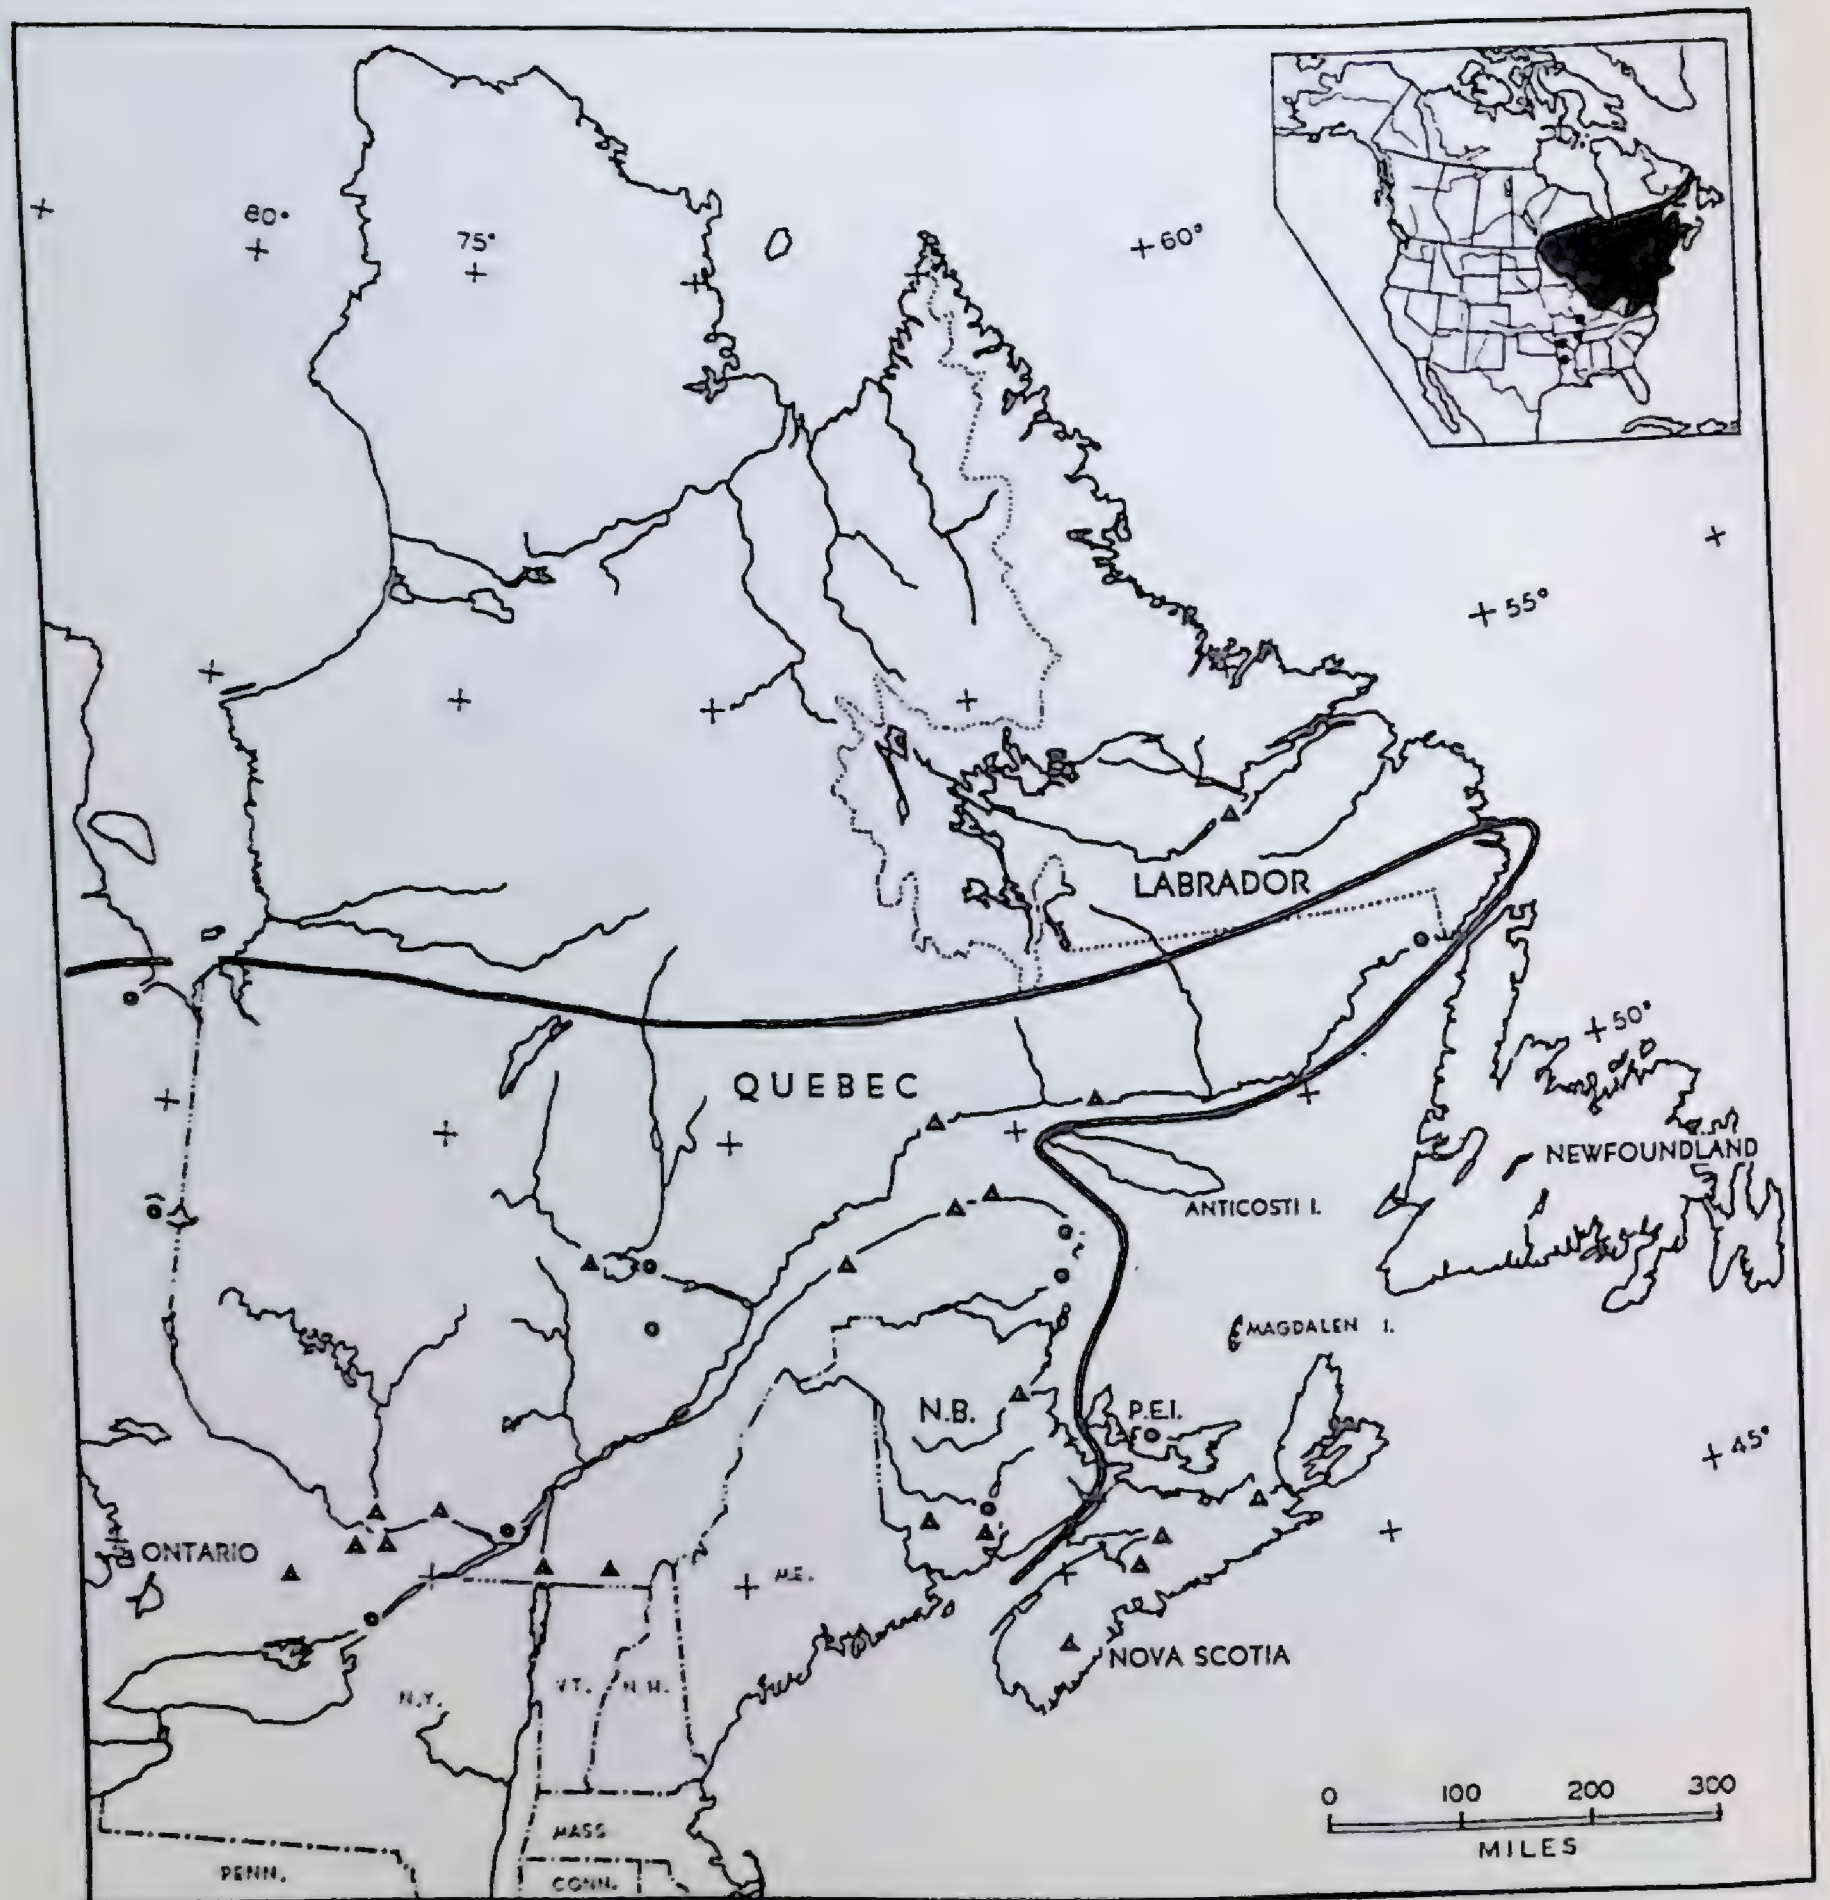 80°
75°
60°
55°
LABRADOR
50°
QUEBEC
NEWFOUNDLAND
ANTICOSTI I.
MAGDALEN I.
N.B.
P.E.I.
45°
ONTARIO
M.E.
NOVA SCOTIA
N.Y.
VT.
N.H.
0 100 200 300
MILES
MASS
PENN.
CONN.